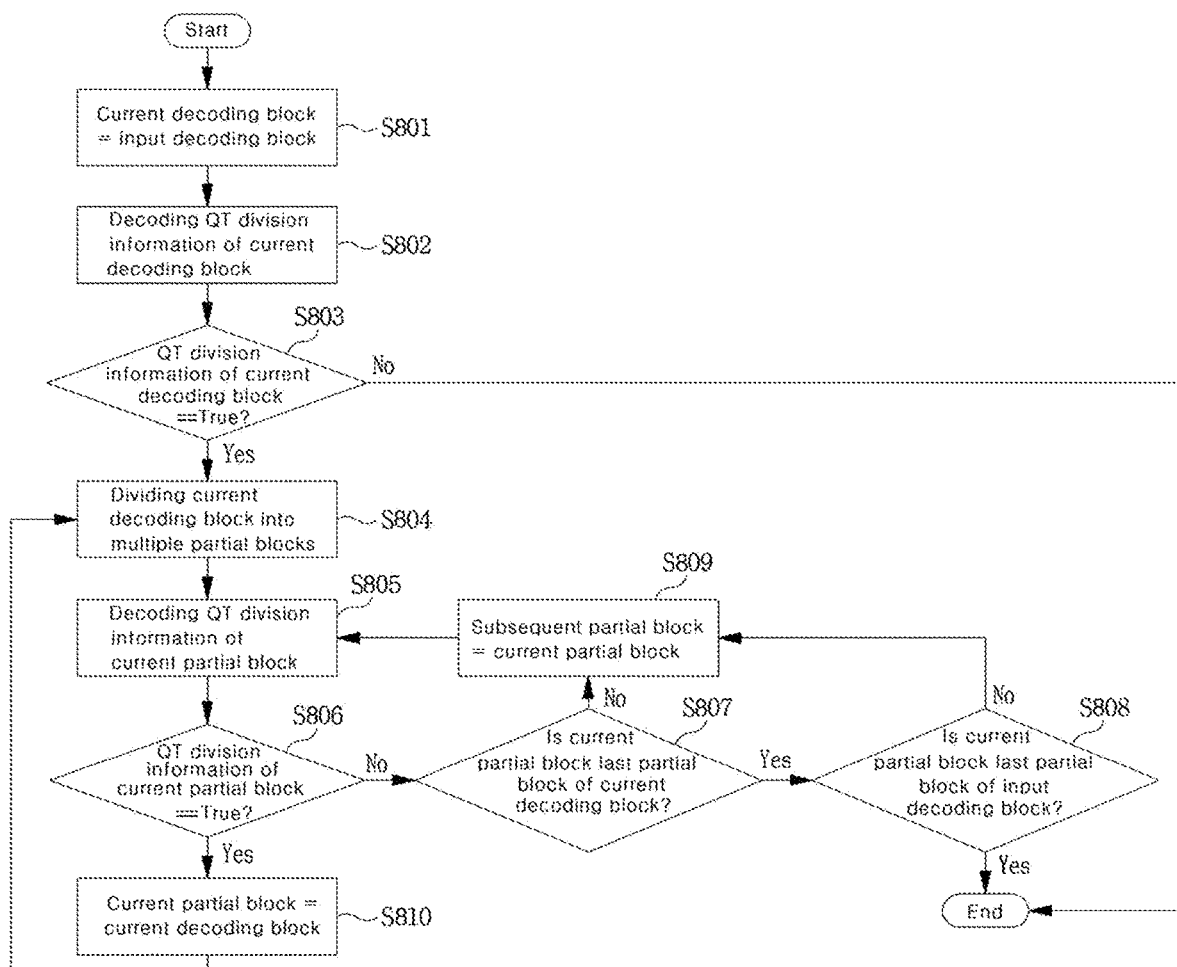 Start
Current decoding block
= input decoding block
S801
Decoding QT division
information of current
decoding block
S802
S803
QT division
information of current
decoding block
==True?
No
Yes
Dividing current
decoding block into
multiple partial blocks
S804
S805
Decoding QT division
information of
current partial block
S809
Subsequent partial block
= current partial block
S806
QT division
information of
current partial block
==True?
No
Yes
No
S807
Is current
partial block last partial
block of current
decoding block?
Yes
No
S808
Is current
partial block last partial
block of input
decoding block?
Yes
Current partial block =
current decoding block
S810
End